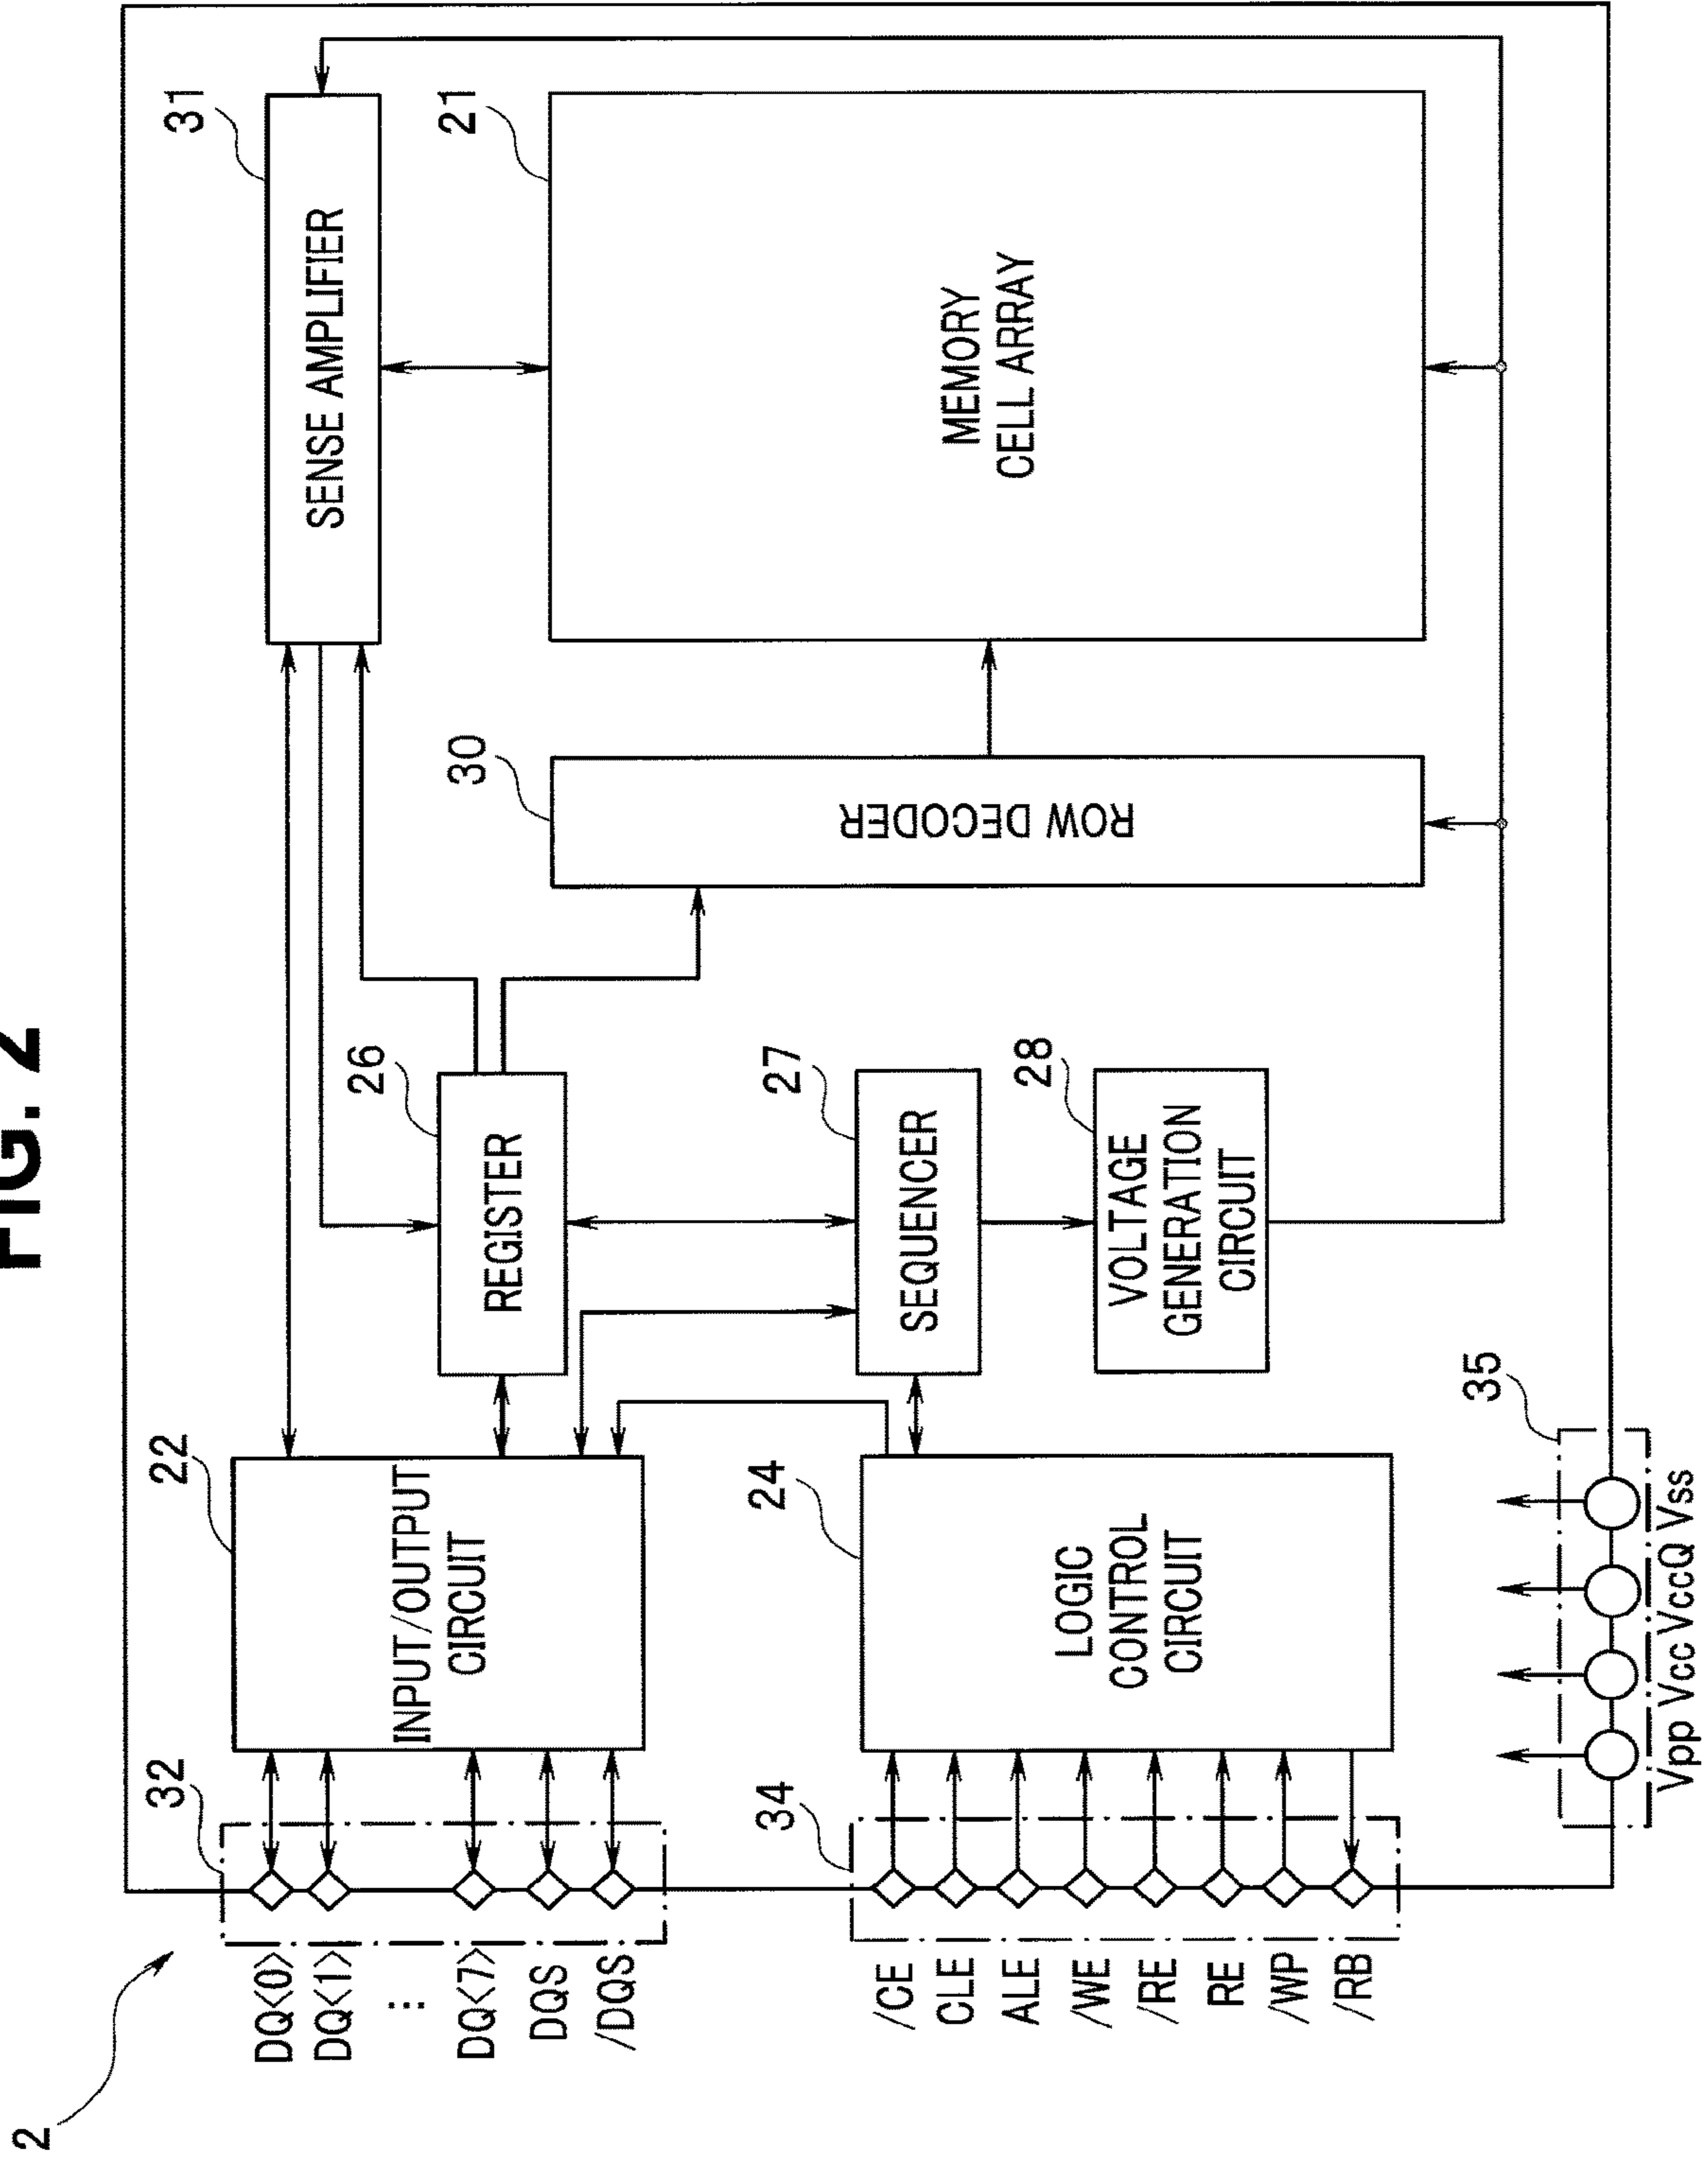 FIG. 2
2
32
DQ<0>
DQ<1>
...
DQ<7>
DQS
/DQS
22
INPUT/OUTPUT
CIRCUIT
26
REGISTER
31
SENSE AMPLIFIER
30
ROW DECODER
21
MEMORY
CELL ARRAY
27
SEQUENCER
28
VOLTAGE
GENERATION
CIRCUIT
34
/CE
CLE
ALE
/WE
/RE
RE
/WP
/RB
24
LOGIC
CONTROL
CIRCUIT
35
Vpp Vcc VccQ Vss